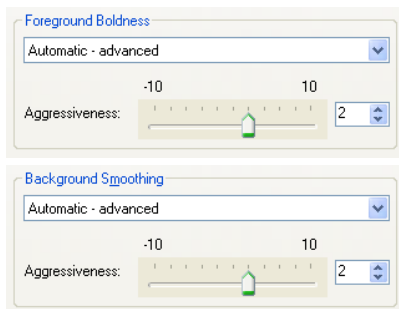 Foreground Boldness
Automatic - advanced
-10 10
Aggressiveness: 2
Background Smoothing
Automatic - advanced
-10 10
Aggressiveness: 2